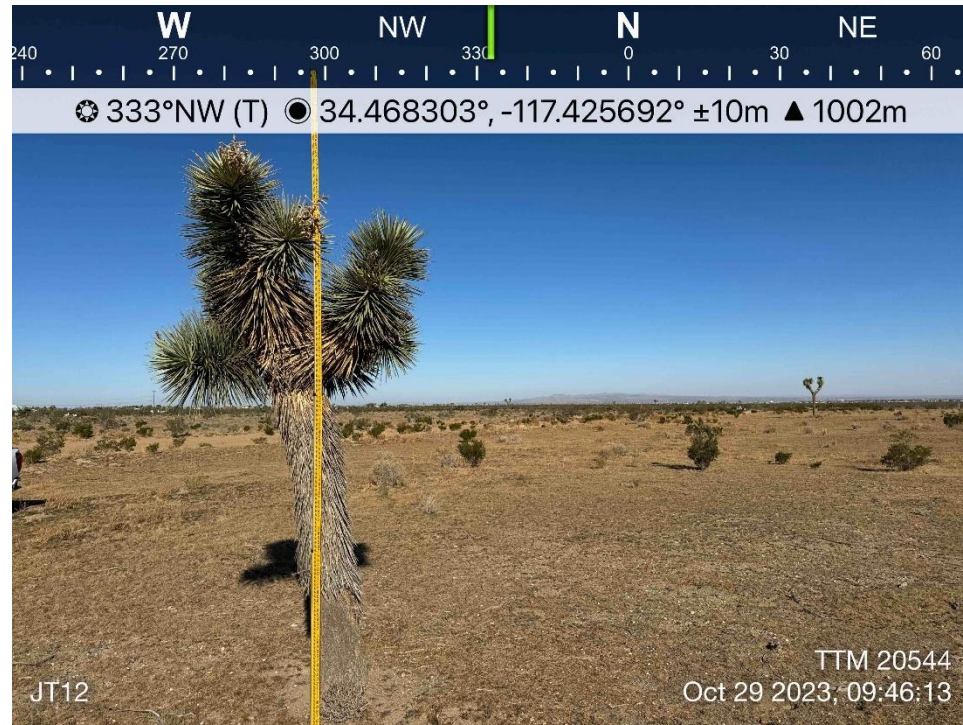 W NW N NE
240 270 300 330 0 30 60
333°NW (T) 34.468303°, -117.425692° ±10m ▲ 1002m
JT12
TTM 20544
Oct 29 2023, 09:46:13